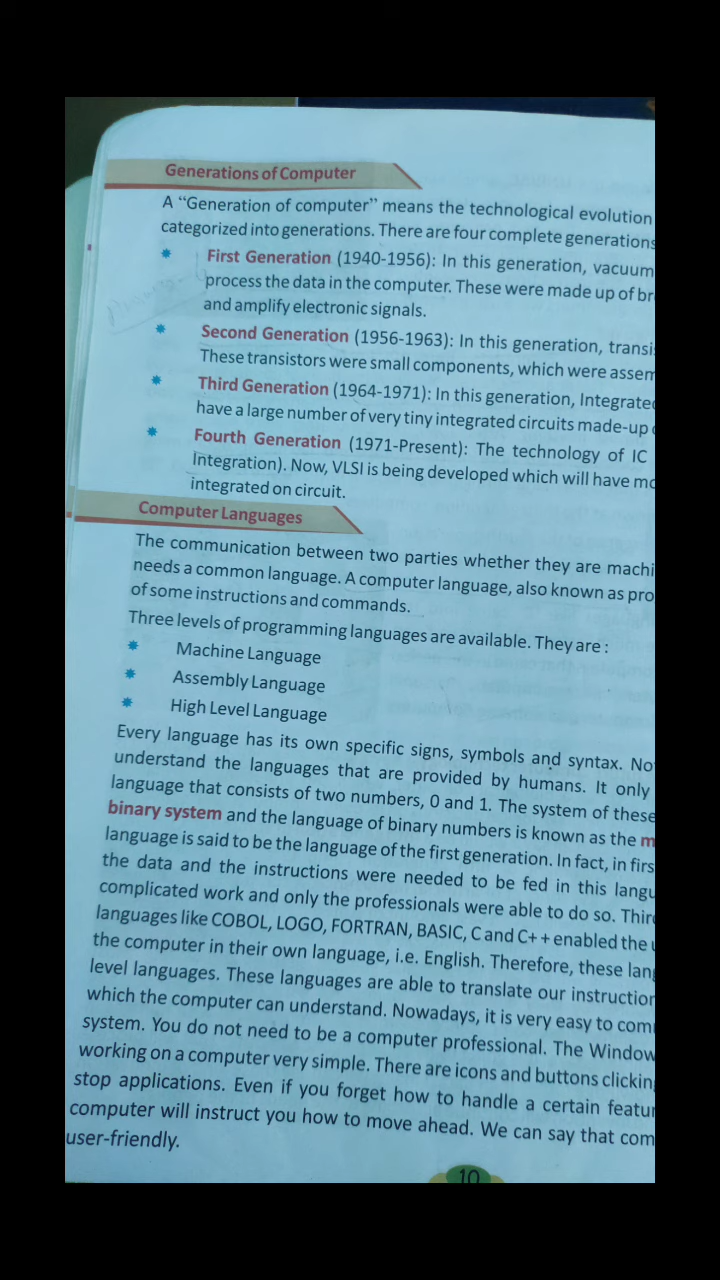 Generations of Computer
A “Generation of computer” means the technological evolution
categorized into generations. There are four complete generations
First Generation (1940-1956): In this generation, vacuum
process the data in the computer. These were made up of br
and amplify electronic signals.
Second Generation (1956-1963): In this generation, transi
These transistors were small components, which were assem
Third Generation (1964-1971): In this generation, Integrated
have a large number of very tiny integrated circuits made-up
Fourth Generation (1971-Present): The technology of IC
Integration). Now, VLSI is being developed which will have mo
integrated on circuit.
Computer Languages
The communication between two parties whether they are machi
needs a common language. A computer language, also known as pro
of some instructions and commands.
Three levels of programming languages are available. They are :
Machine Language
Assembly Language
High Level Language
Every language has its own specific signs, symbols and syntax. No
understand the languages that are provided by humans. It only
language that consists of two numbers, 0 and 1. The system of these
binary system and the language of binary numbers is known as the m
language is said to be the language of the first generation. In fact, in firs
the data and the instructions were needed to be fed in this langu
complicated work and only the professionals were able to do so. Thir
languages like COBOL, LOGO, FORTRAN, BASIC, C and C+ + enabled the u
the computer in their own language, i.e. English. Therefore, these lang
level languages. These languages are able to translate our instruction
which the computer can understand. Nowadays, it is very easy to com
system. You do not need to be a computer professional. The Window
working on a computer very simple. There are icons and buttons clickin
stop applications. Even if you forget how to handle a certain featur
computer will instruct you how to move ahead. We can say that com
user-friendly.
10